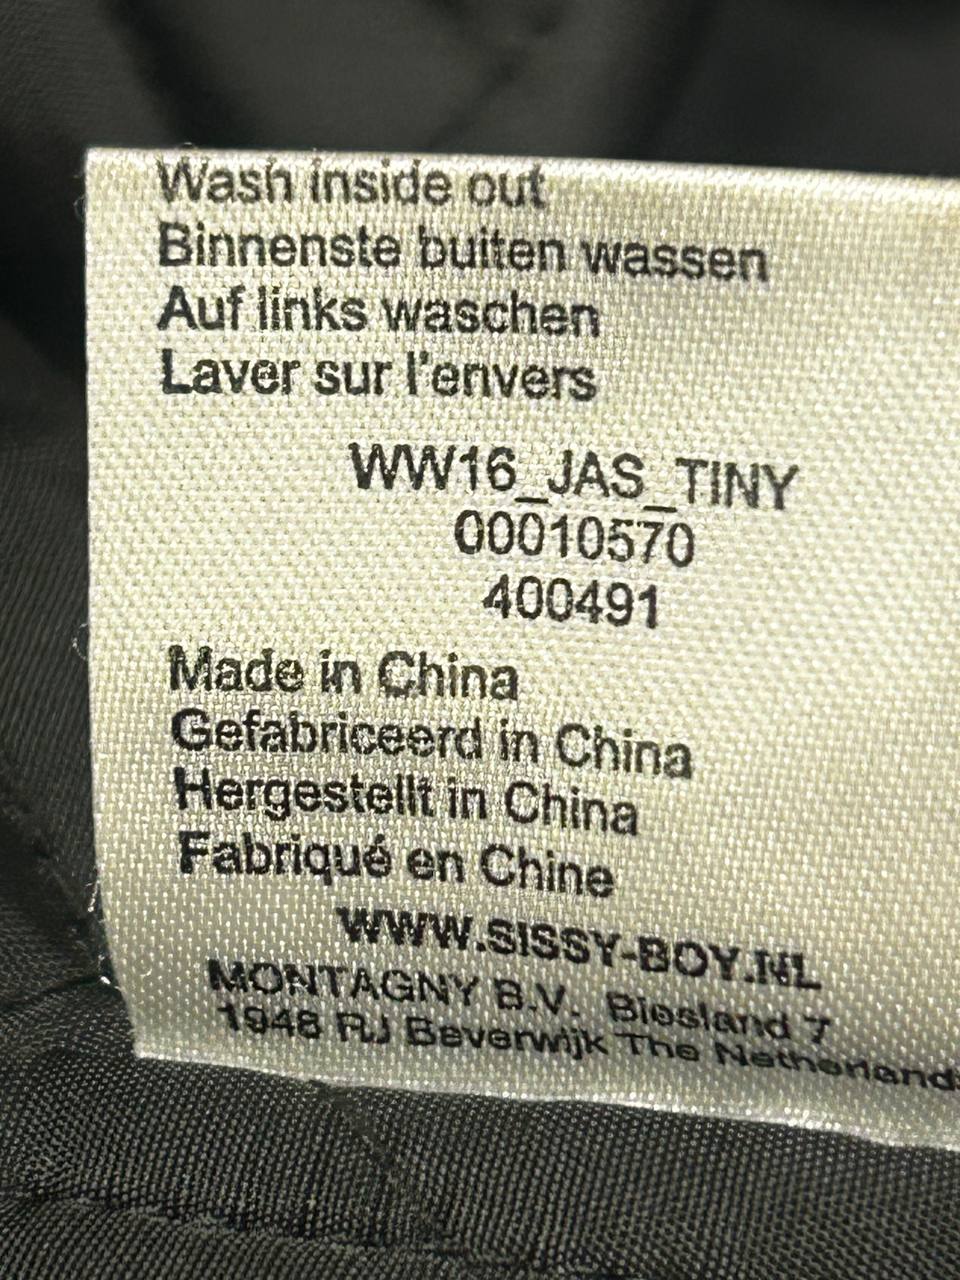 Wash inside out
Binnenste buiten wassen
Auf links waschen
Laver sur l'envers
WW16_JAS_TINY
00010570
400491
Made in China
Gefabriceerd in China
Hergestellt in China
Fabriqué en Chine
WWW.SISSY-BOY.NL
MONTAGNY B.V. Biesland 7
1948 RJ Beverwijk The Netherlands